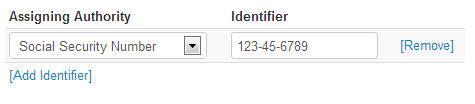 Assigning Authority Identifier
Social Security Number 123-45-6789 [Remove]
[Add Identifier]